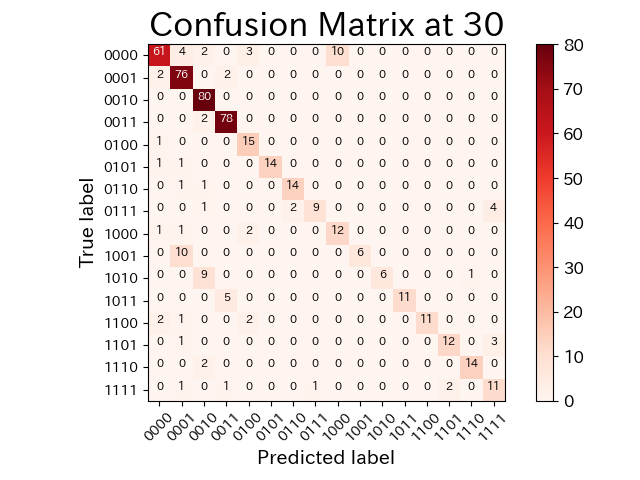 Confusion Matrix at 30
0000 61 4 2 0 3 0 0 0 10 0 0 0 0 0 0 0
0001 2 76 0 2 0 0 0 0 0 0 0 0 0 0 0 0
0010 0 0 80 0 0 0 0 0 0 0 0 0 0 0 0 0
0011 0 0 2 78 0 0 0 0 0 0 0 0 0 0 0 0
0100 1 0 0 0 15 0 0 0 0 0 0 0 0 0 0 0
0101 1 1 0 0 0 14 0 0 0 0 0 0 0 0 0 0
0110 0 1 1 0 0 0 14 0 0 0 0 0 0 0 0 0
0111 0 0 1 0 0 0 2 9 0 0 0 0 0 0 0 4
1000 1 1 0 0 2 0 0 0 12 0 0 0 0 0 0 0
1001 0 10 0 0 0 0 0 0 0 6 0 0 0 0 0 0
1010 0 0 9 0 0 0 0 0 0 0 6 0 0 0 1 0
1011 0 0 0 5 0 0 0 0 0 0 0 11 0 0 0 0
1100 2 1 0 0 2 0 0 0 0 0 0 0 11 0 0 0
1101 0 1 0 0 0 0 0 0 0 0 0 0 0 12 0 3
1110 0 0 2 0 0 0 0 0 0 0 0 0 0 0 14 0
1111 0 1 0 1 0 0 0 1 0 0 0 0 0 2 0 11
0000 0001 0010 0011 0100 0101 0110 0111 1000 1001 1010 1011 1100 1101 1110 1111
Predicted label
True label
80
70
60
50
40
30
20
10
0